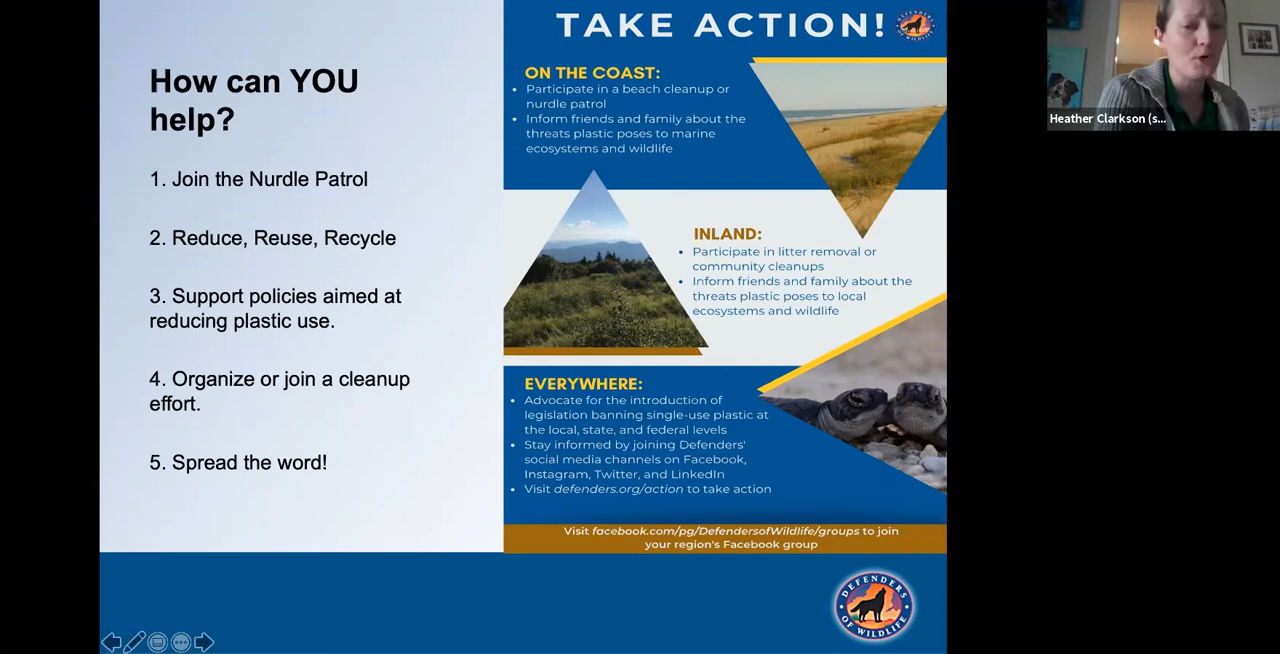 How can YOU
help?
1. Join the Nurdle Patrol
2. Reduce, Reuse, Recycle
3. Support policies aimed at
reducing plastic use.
4. Organize or join a cleanup
effort.
5. Spread the word!
TAKE ACTION!
DEFENDERS
OF WILDLIFE
ON THE COAST:
• Participate in a beach cleanup or
nurdle patrol
• Inform friends and family about the
threats plastic poses to marine
ecosystems and wildlife
INLAND:
• Participate in litter removal or
community cleanups
• Inform friends and family about the
threats plastic poses to local
ecosystems and wildlife
EVERYWHERE:
• Advocate for the introduction of
legislation banning single-use plastic at
the local, state, and federal levels
• Stay informed by joining Defenders'
social media channels on Facebook,
Instagram, Twitter, and LinkedIn
• Visit defenders.org/action to take action
Visit facebook.com/pg/DefendersofWildlife/groups to join
your region's Facebook group
DEFENDERS
OF WILDLIFE
Heather Clarkson (s...